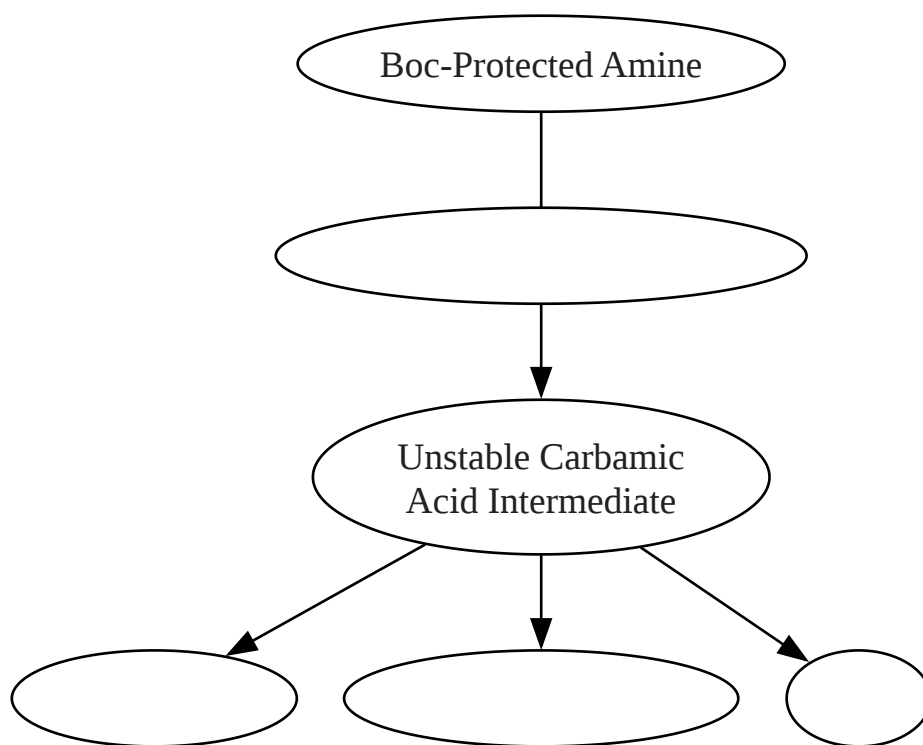 Boc-Protected Amine
Unstable Carbamic
Acid Intermediate